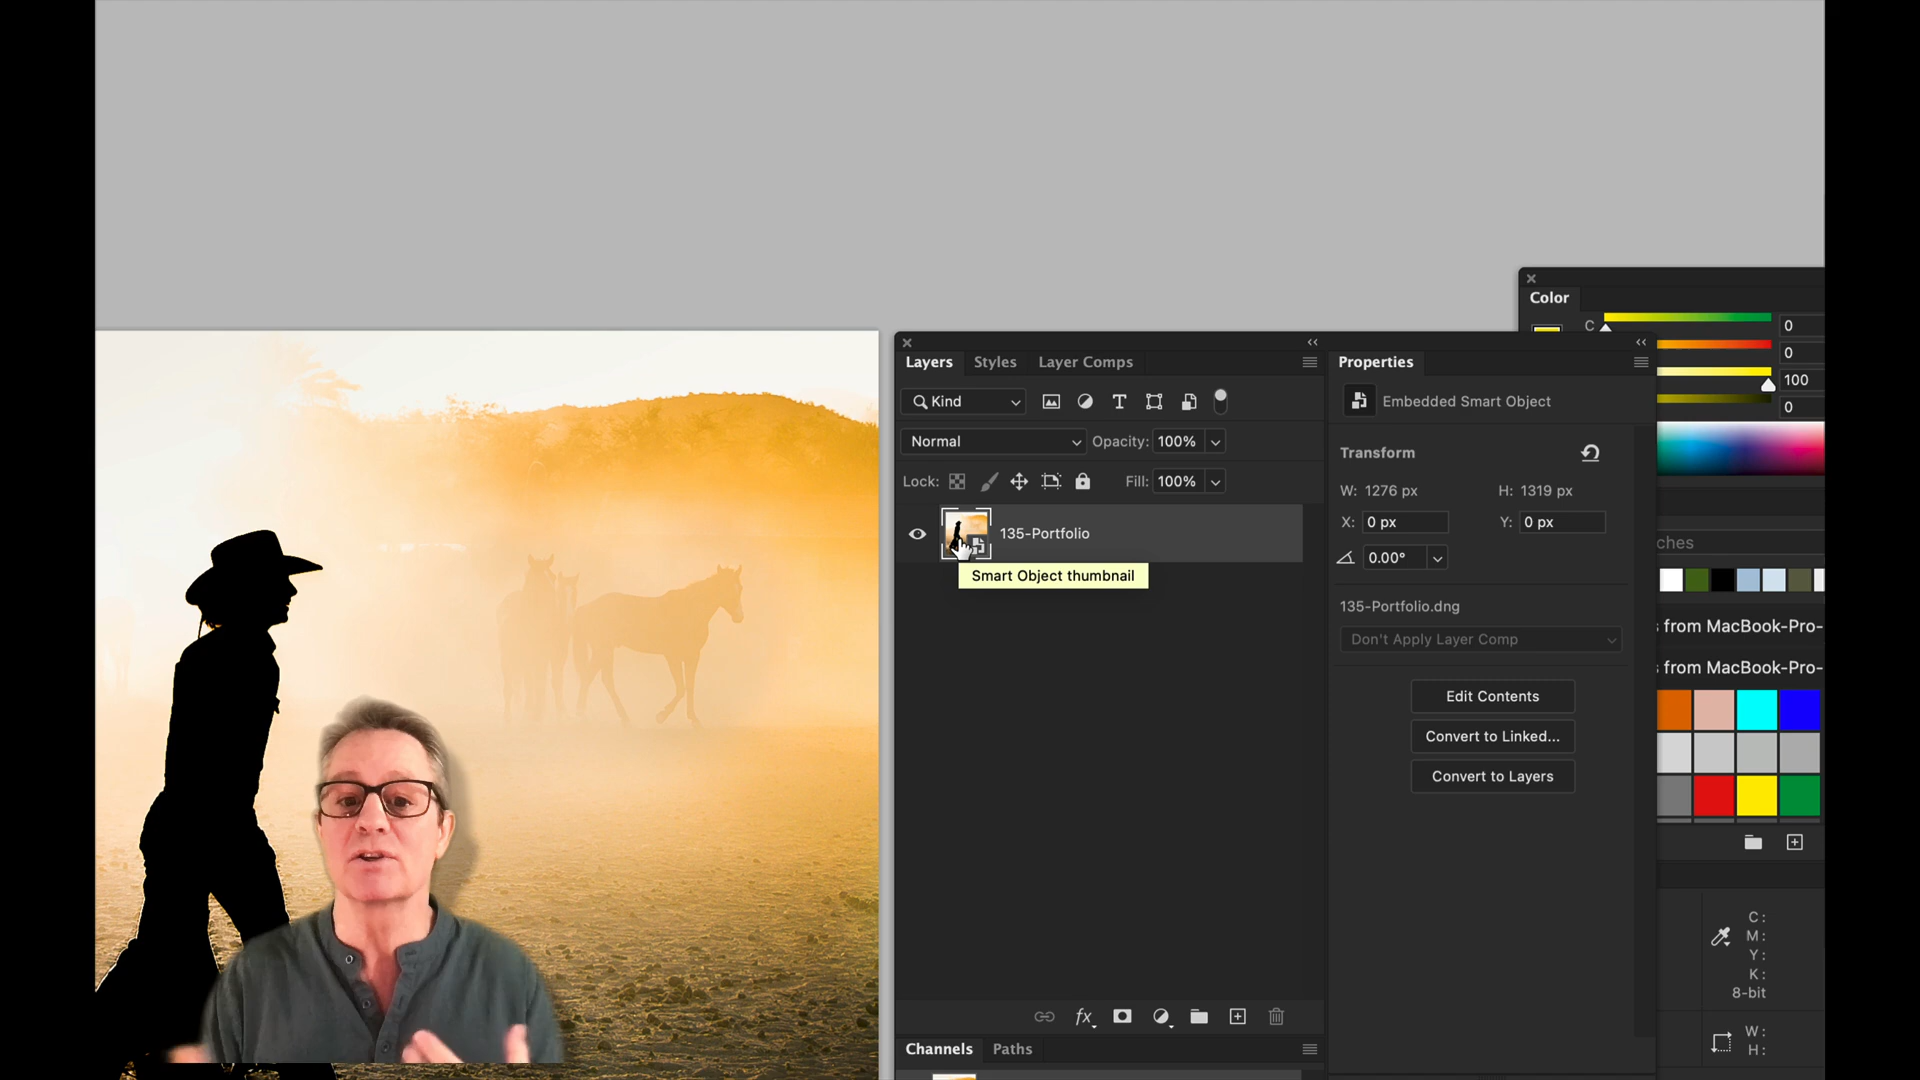 Color
C
0
0
100
0
Layers
Styles
Layer Comps
Properties
Kind
Embedded Smart Object
Normal
Opacity:
100%
Transform
Lock:
Fill:
100%
W:
1276 px
H:
1319 px
X:
0 px
Y:
0 px
135-Portfolio
ches
0.00°
Smart Object thumbnail
135-Portfolio.dng
from MacBook-Pro-
Don't Apply Layer Comp
from MacBook-Pro-
Edit Contents
Convert to Linked...
Convert to Layers
C:
M:
Y:
K:
8-bit
fx
W:
H:
Channels
Paths